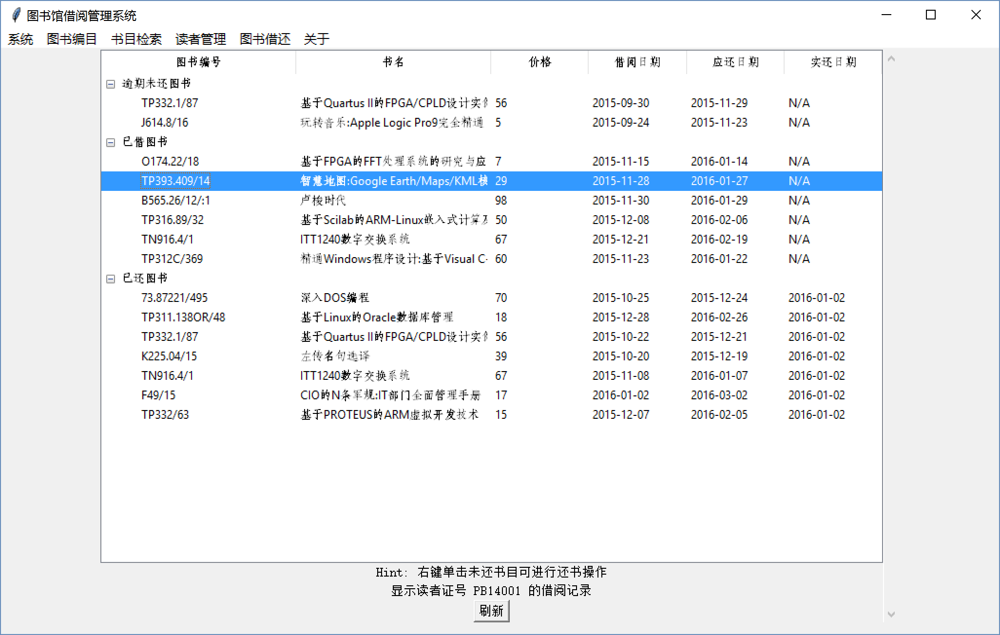 图书馆借阅管理系统
系统 图书编目 书目检索 读者管理 图书借还 关于
图书编号 书名 价格 借阅日期 应还日期 实还日期
逾期未还图书
TP332.1/87 基于Quartus II的FPGA/CPLD设计实 56 2015-09-30 2015-11-29 N/A
J614.8/16 玩转音乐:Apple Logic Pro9完全精通 5 2015-09-24 2015-11-23 N/A
已借图书
O174.22/18 基于FPGA的FFT处理系统的研究与应 7 2015-11-15 2016-01-14 N/A
TP393.409/14 智慧地图:Google Earth/Maps/KML 29 2015-11-28 2016-01-27 N/A
B565.26/12/:1 卢梭时代 98 2015-11-30 2016-01-29 N/A
TP316.89/32 基于Scilab的ARM-Linux嵌入式计算 50 2015-12-08 2016-02-06 N/A
TN916.4/1 ITT1240数字交换系统 67 2015-12-21 2016-02-19 N/A
TP312C/369 精通Windows程序设计:基于Visual C 60 2015-11-23 2016-01-22 N/A
已还图书
73.87221/495 深入DOS编程 70 2015-10-25 2015-12-24 2016-01-02
TP311.138OR/48 基于Linux的Oracle数据库管理 18 2015-12-28 2016-02-26 2016-01-02
TP332.1/87 基于Quartus II的FPGA/CPLD设计实 56 2015-10-22 2015-12-21 2016-01-02
K225.04/15 左传名句选译 39 2015-10-20 2015-12-19 2016-01-02
TN916.4/1 ITT1240数字交换系统 67 2015-11-08 2016-01-07 2016-01-02
F49/15 CIO的N条军规:IT部门全面管理手册 17 2016-01-02 2016-03-02 2016-01-02
TP332/63 基于PROTEUS的ARM虚拟开发技术 15 2015-12-07 2016-02-05 2016-01-02
Hint: 右键单击未还书目可进行还书操作
显示读者证号 PB14001 的借阅记录
刷新